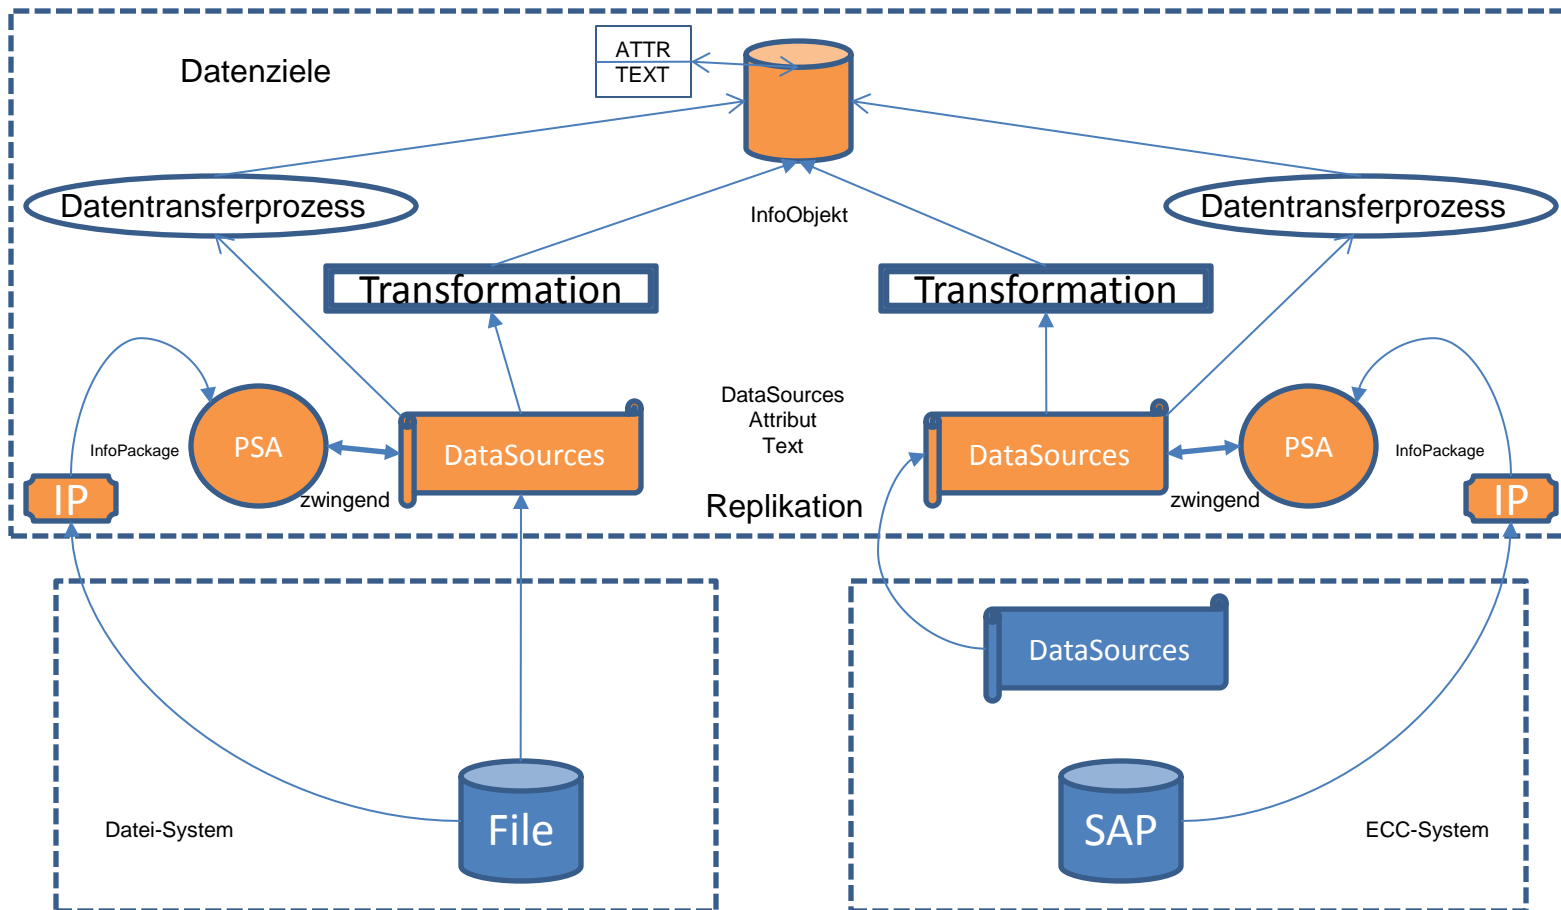 ATTR
TEXT
Datenziele
Datentransferprozess
InfoObjekt
Datentransferprozess
Transformation
Transformation
DataSources
Attribut
Text
InfoPackage
PSA
DataSources
DataSources
PSA
InfoPackage
IP
zwingend
Replikation
zwingend
IP
DataSources
Datei-System
File
SAP
ECC-System